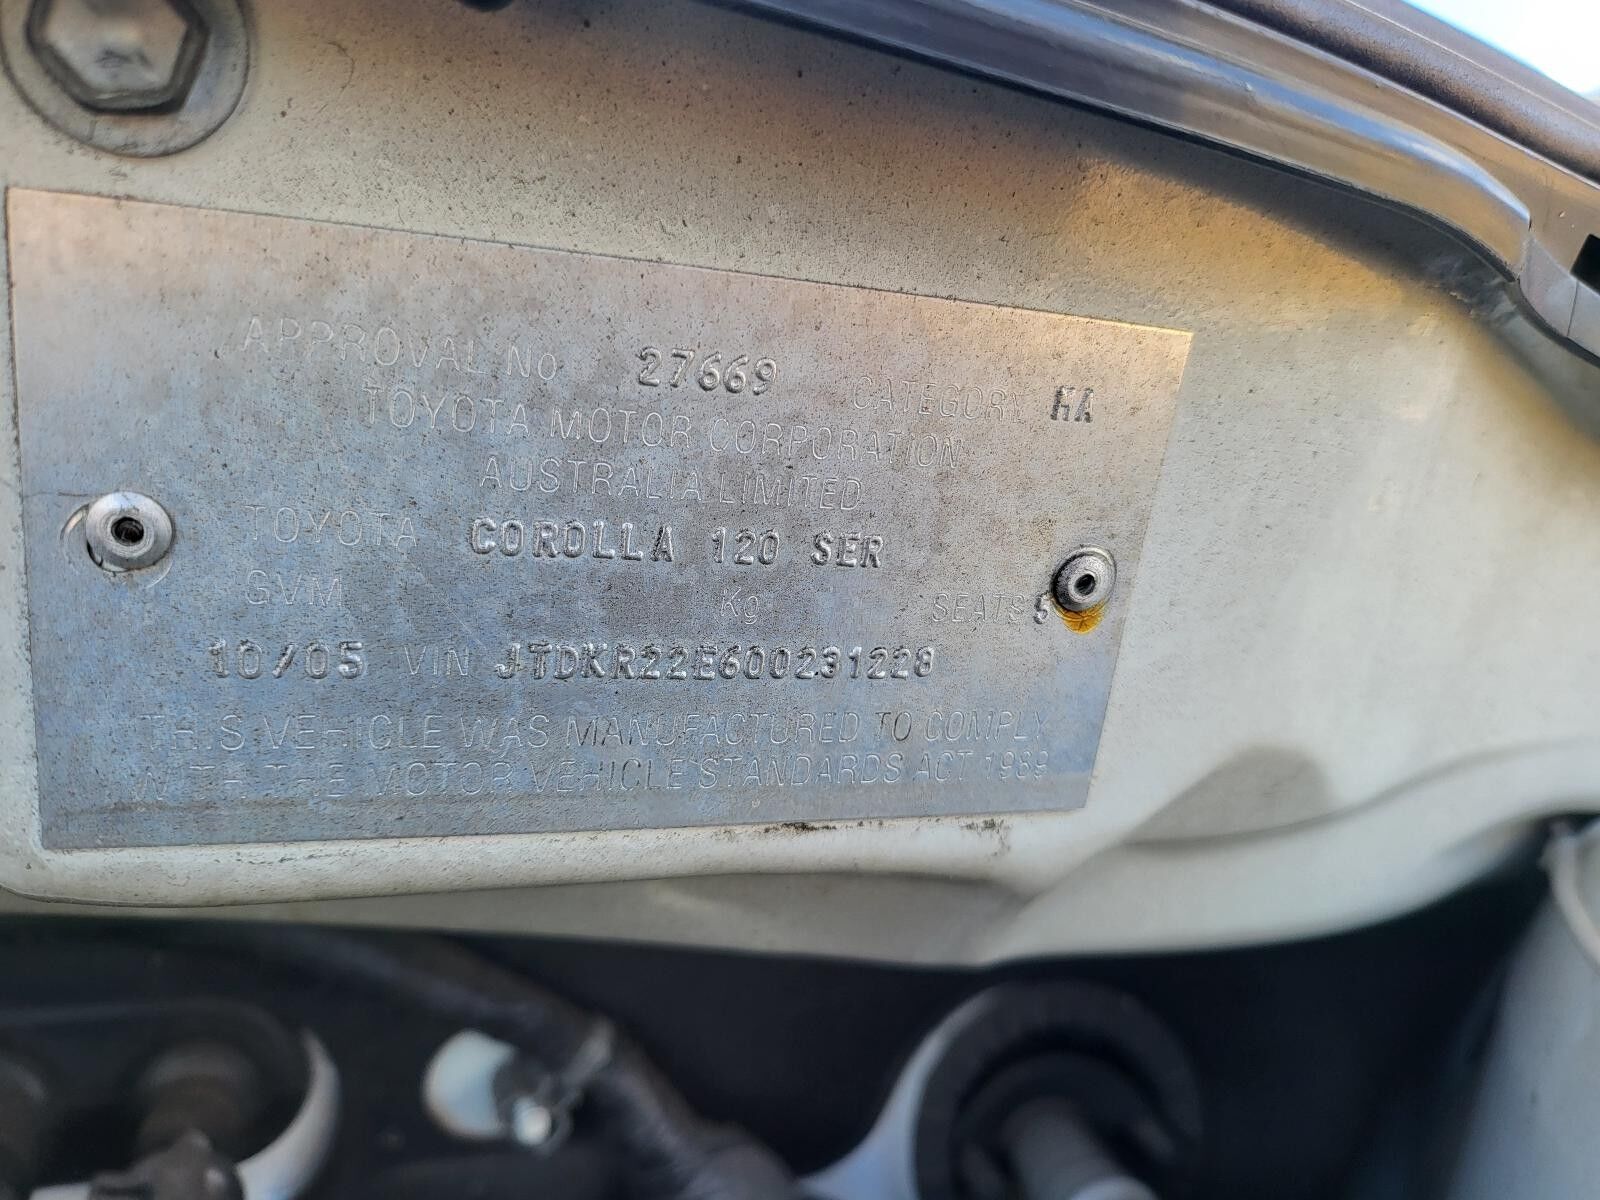 APPROVAL No 27669 CATEGORY MA
TOYOTA MOTOR CORPORATION
AUSTRALIA LIMITED
TOYOTA COROLLA 120 SER
GVM Kg SEATS 5
10/05 VIN JTDKR22E600231228
THIS VEHICLE WAS MANUFACTURED TO COMPLY
WITH THE MOTOR VEHICLE STANDARDS ACT 1989